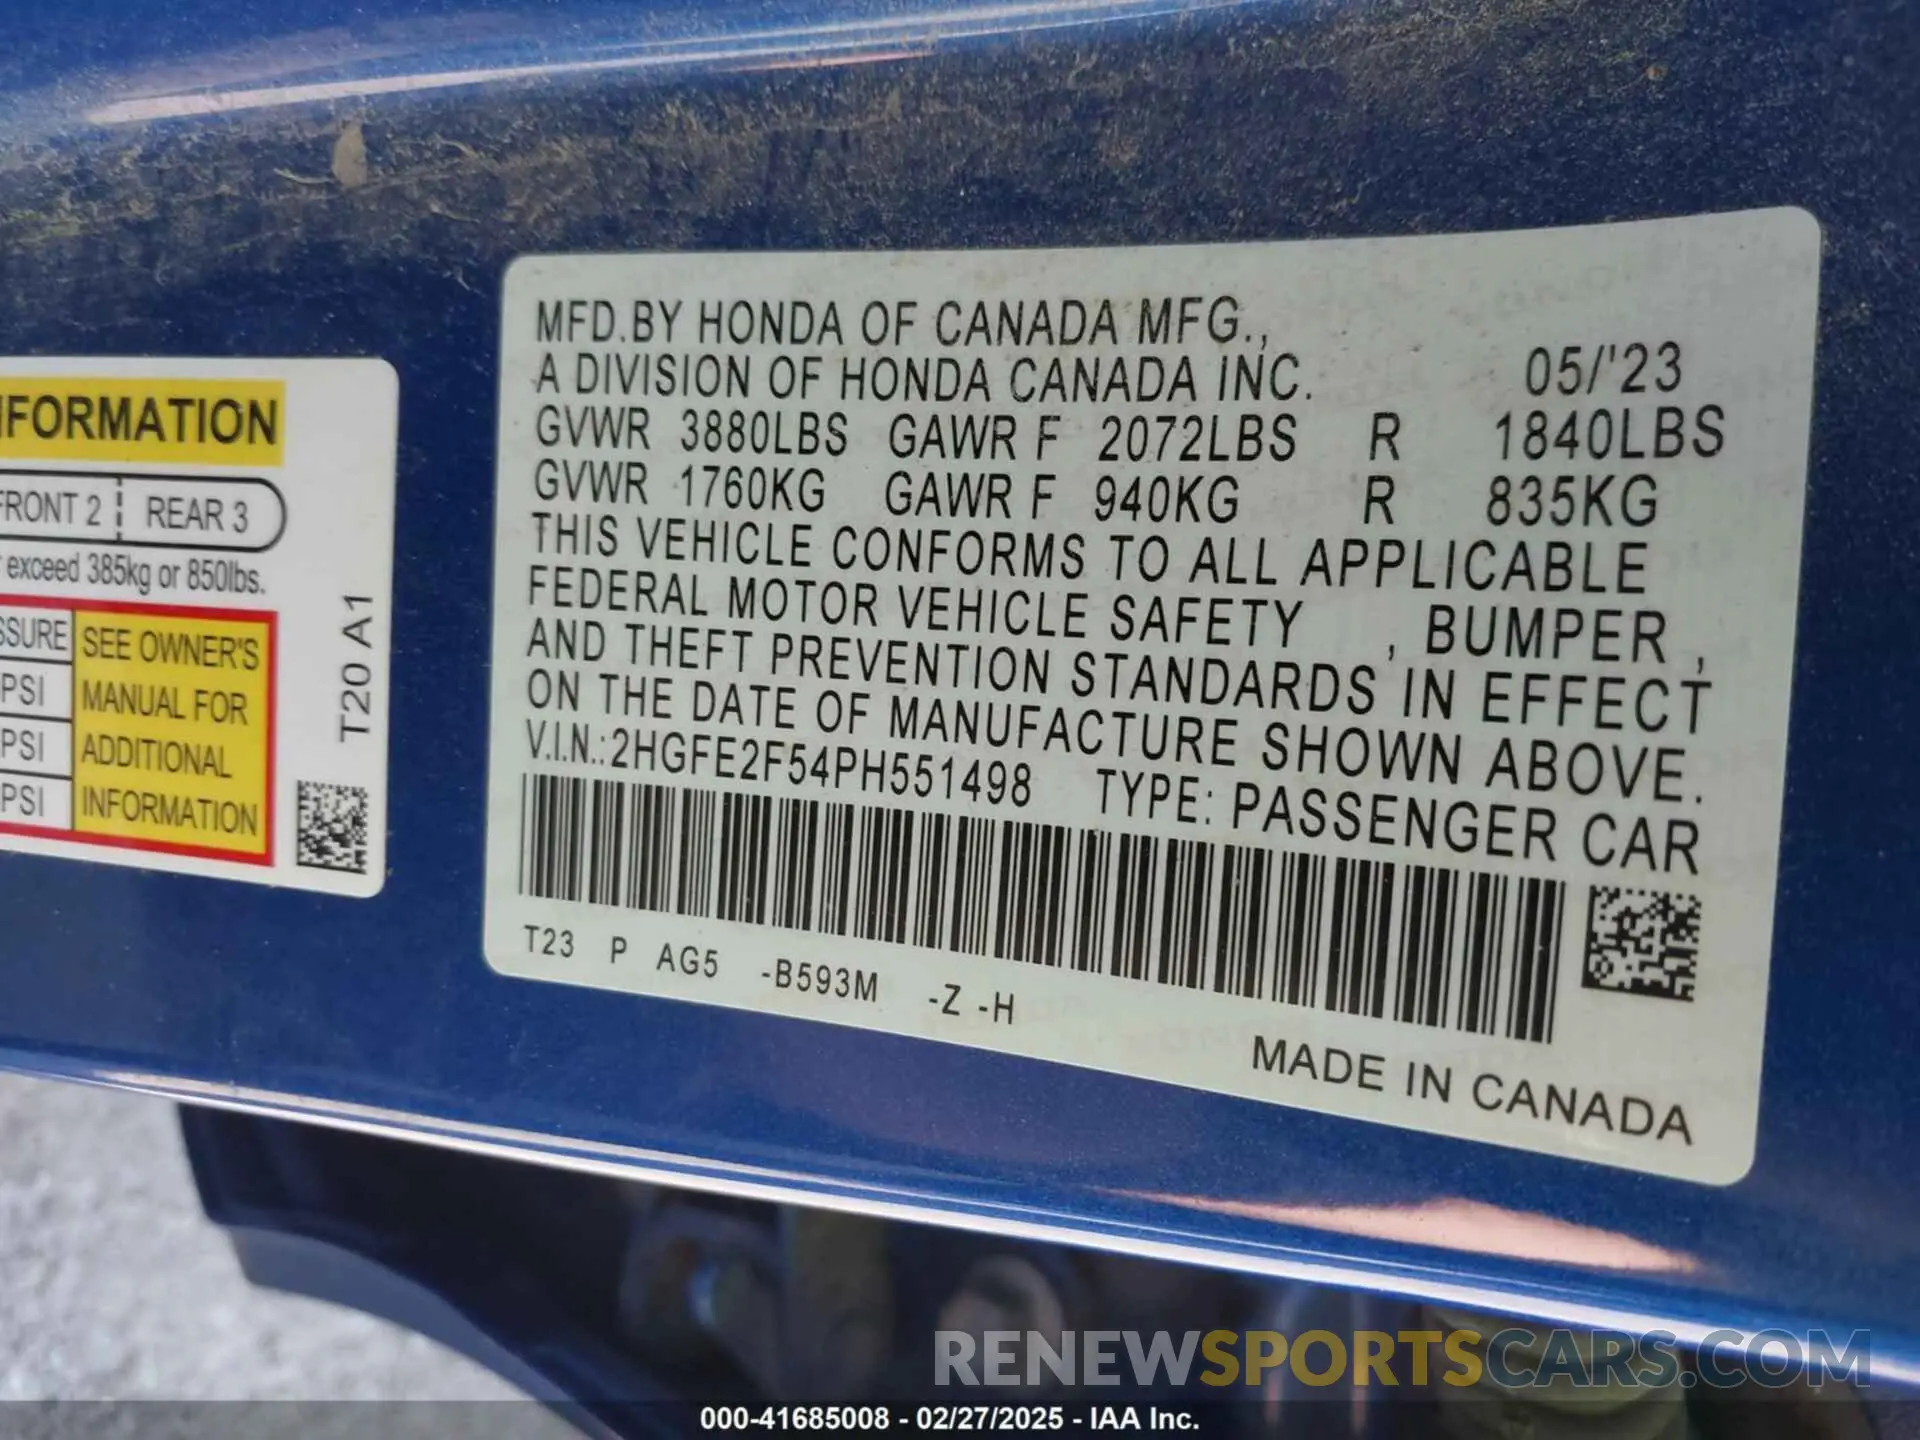 NFORMATION
FRONT 2 REAR 3
exceed 385kg or 850lbs.
SSURE
PSI
PSI
PSI
SEE OWNER'S
MANUAL FOR
ADDITIONAL
INFORMATION
T20 A1
MFD.BY HONDA OF CANADA MFG.,
A DIVISION OF HONDA CANADA INC. 05/'23
GVWR 3880LBS GAWR F 2072LBS R 1840LBS
GVWR 1760KG GAWR F 940KG R 835KG
THIS VEHICLE CONFORMS TO ALL APPLICABLE
FEDERAL MOTOR VEHICLE SAFETY , BUMPER ,
AND THEFT PREVENTION STANDARDS IN EFFECT
ON THE DATE OF MANUFACTURE SHOWN ABOVE.
V.I.N.:2HGFE2F54PH551498 TYPE: PASSENGER CAR
T23 P AG5 -B593M -Z -H
MADE IN CANADA
RENEWSPORTSCARS.COM
000-41685008 - 02/27/2025 - IAA Inc.